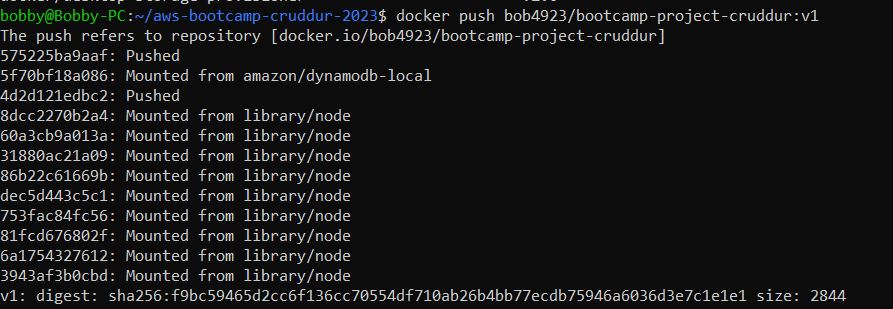 bobby@Bobby-PC:~/aws-bootcamp-cruddur-2023$ docker push bob4923/bootcamp-project-cruddur:v1
The push refers to repository [docker.io/bob4923/bootcamp-project-cruddur]
575225ba9aaf: Pushed
5f70bf18a086: Mounted from amazon/dynamodb-local
4d2d121edbc2: Pushed
8dcc2270b2a4: Mounted from library/node
60a3cb9a013a: Mounted from library/node
31880ac21a09: Mounted from library/node
86b22c61669b: Mounted from library/node
dec5d443c5c1: Mounted from library/node
753fac84fc56: Mounted from library/node
81fcd676802f: Mounted from library/node
6a1754327612: Mounted from library/node
3943af3b0cbd: Mounted from library/node
v1: digest: sha256:f9bc59465d2cc6f136cc70554df710ab26b4bb77ecdb75946a6036d3e7c1e1e1 size: 2844